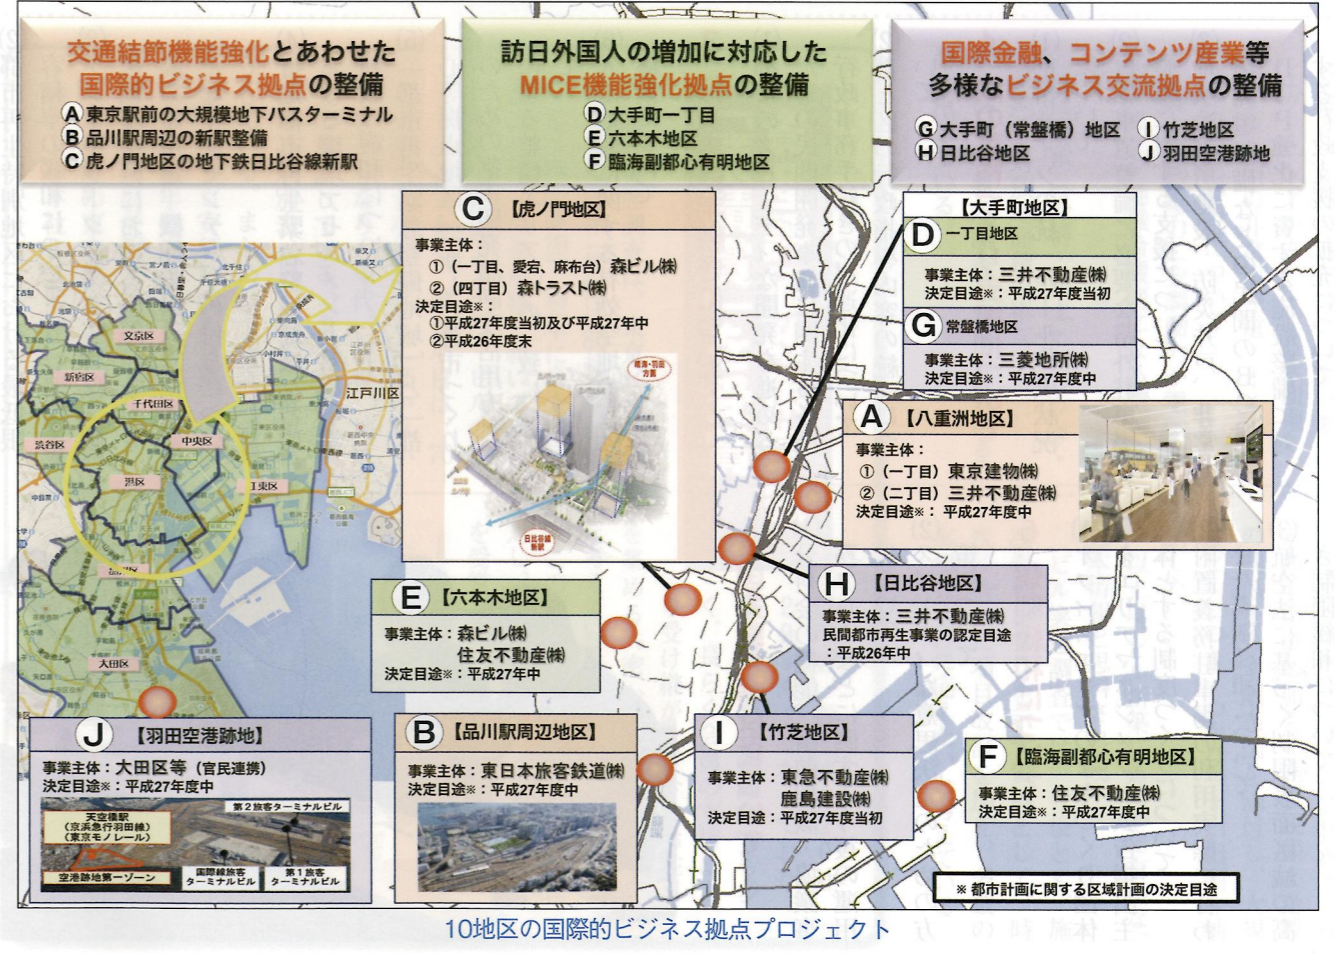 交通結節機能強化とあわせた
国際的ビジネス拠点の整備
A 東京駅前の大規模地下バスターミナル
B 品川駅周辺の新駅整備
C 虎ノ門地区の地下鉄日比谷線新駅
訪日外国人の増加に対応した
MICE機能強化拠点の整備
D 大手町一丁目
E 六本木地区
F 臨海副都心有明地区
国際金融、コンテンツ産業等
多様なビジネス交流拠点の整備
G 大手町（常盤橋）地区 I 竹芝地区
H 日比谷地区 J 羽田空港跡地
C 【虎ノ門地区】
事業主体：
①（一丁目、愛宕、麻布台）森ビル㈱
②（四丁目）森トラスト㈱
決定目途※：
①平成27年度当初及び平成27年中
②平成26年度末
臨海・羽田
方面
日比谷線
新駅
【大手町地区】
D 一丁目地区
事業主体：三井不動産㈱
決定目途※：平成27年度当初
G 常盤橋地区
事業主体：三菱地所㈱
決定目途※：平成27年度中
A 【八重洲地区】
事業主体：
①（一丁目）東京建物㈱
②（二丁目）三井不動産㈱
決定目途※： 平成27年度中
文京区
新宿区
千代田区
江戸川区
渋谷区
中央区
港区
江東区
大田区
H 【日比谷地区】
事業主体：三井不動産㈱
民間都市再生事業の認定目途
：平成26年中
E 【六本木地区】
事業主体：森ビル㈱
住友不動産㈱
決定目途※：平成27年中
J 【羽田空港跡地】
事業主体：大田区等（官民連携）
決定目途※：平成27年度中
第2旅客ターミナルビル
天空橋駅
（京浜急行羽田線）
（東京モノレール）
空港跡地第一ゾーン
国際線旅客
ターミナルビル
第1旅客
ターミナルビル
B 【品川駅周辺地区】
事業主体：東日本旅客鉄道㈱
決定目途※：平成27年度中
I 【竹芝地区】
事業主体：東急不動産㈱
鹿島建設㈱
決定目途：平成27年度当初
F 【臨海副都心有明地区】
事業主体：住友不動産㈱
決定目途※：平成27年度中
※ 都市計画に関する区域計画の決定目途
10地区の国際的ビジネス拠点プロジェクト